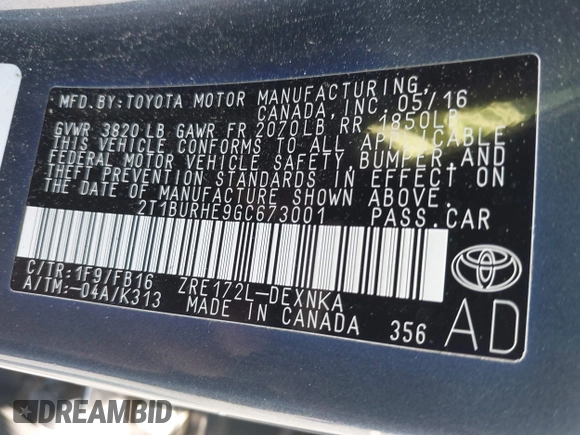 MFD.BY:TOYOTA MOTOR MANUFACTURING,
CANADA, INC. 05/16
GVWR 3820 LB GAWR FR 2070LB RR 1850LB
THIS VEHICLE CONFORMS TO ALL APPLICABLE
FEDERAL MOTOR VEHICLE SAFETY, BUMPER, AND
THEFT PREVENTION STANDARDS IN EFFECT ON
THE DATE OF MANUFACTURE SHOWN ABOVE.
2T1BURHE96C673001 PASS.CAR
C/TR:1F9/FB16 ZRE172L-DEXNKA
A/TM:-04A/K313 MADE IN CANADA 356
AD
DREAMBID